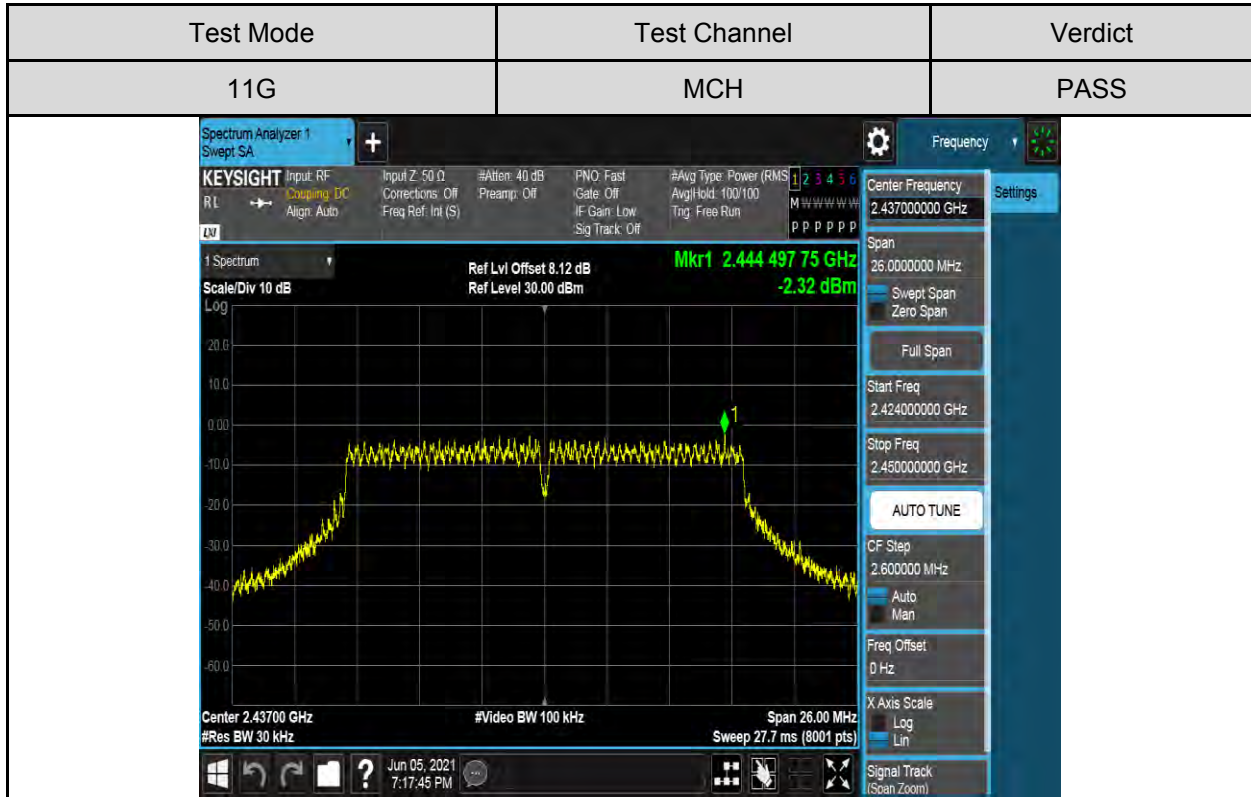 Test Mode Test Channel Verdict
11G MCH PASS
Spectrum Analyzer 1
Swept SA
+
Frequency
KEYSIGHT
RL
Input: RF
Coupling: DC
Align: Auto
Input Z: 50 Ω
Corrections: Off
Freq Ref: Int (S)
#Atten: 40 dB
Preamp: Off
PNO: Fast
Gate: Off
IF Gain: Low
Sig Track: Off
#Avg Type: Power (RMS
Avg|Hold: 100/100
Trig: Free Run
1 2 3 4 5 6
M W W W W W
P P P P P P
LXI
1 Spectrum
Scale/Div 10 dB
Ref Lvl Offset 8.12 dB
Ref Level 30.00 dBm
Mkr1 2.444 497 75 GHz
-2.32 dBm
Log
20.0
10.0
0.00
-10.0
-20.0
-30.0
-40.0
-50.0
-60.0
1
Center 2.43700 GHz
#Res BW 30 kHz
#Video BW 100 kHz
Span 26.00 MHz
Sweep 27.7 ms (8001 pts)
Center Frequency
2.437000000 GHz
Settings
Span
26.0000000 MHz
Swept Span
Zero Span
Full Span
Start Freq
2.424000000 GHz
Stop Freq
2.450000000 GHz
AUTO TUNE
CF Step
2.600000 MHz
Auto
Man
Freq Offset
0 Hz
X Axis Scale
Log
Lin
Signal Track
(Span Zoom)
?
Jun 05, 2021
7:17:45 PM